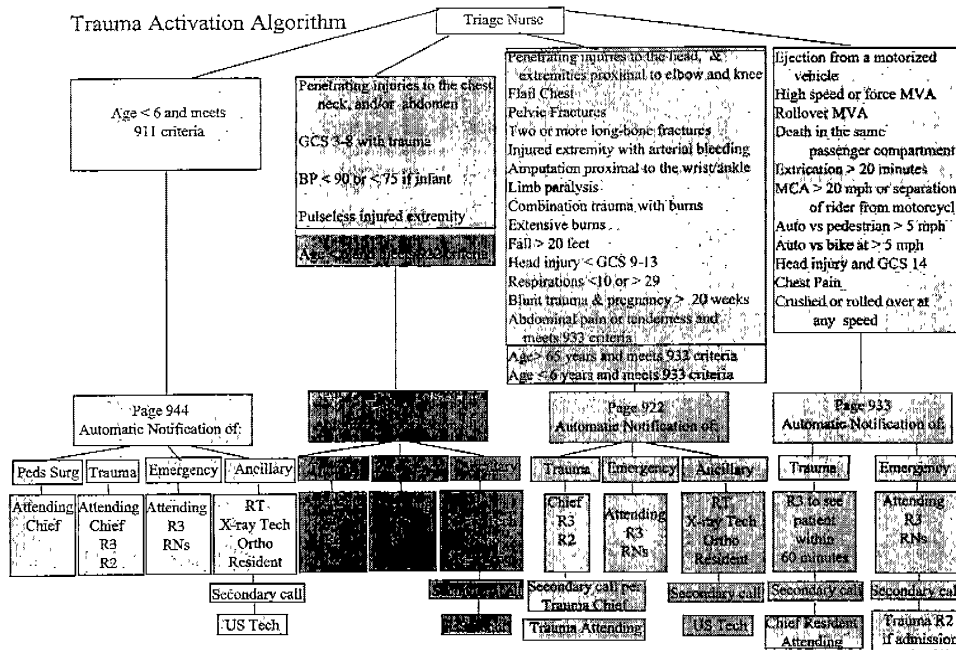 Trauma Activation Algorithm
Triage Nurse
Age < 6 and meets
911 criteria
Penetrating injuries to the chest
neck, and/or abdomen
GCS 3-8 with trauma
BP < 90 or < 75 if infant
Pulseless injured extremity
Age < meets 922 criteria
Penetrating injuries to the head, &
extremities proximal to elbow and knee
Flail Chest
Pelvic Fractures
Two or more long-bone fractures
Injured extremity with arterial bleeding
Amputation proximal to the wrist/ankle
Limb paralysis
Combination trauma with burns
Extensive burns
Fall > 20 feet
Head injury < GCS 9-13
Respirations <10 or > 29
Blunt trauma & pregnancy > 20 weeks
Abdominal pain or tenderness and
meets 933 criteria
Age> 65 years and meets 933 criteria
Age < 6 years and meets 933 criteria
Ejection from a motorized
vehicle
High speed or force MVA
Rollover MVA
Death in the same
passenger compartment
Extrication > 20 minutes
MCA > 20 mph or separation
of rider from motorcycl
Auto vs pedestrian > 5 mph
Auto vs bike at > 5 mph
Head injury and GCS 14
Chest Pain
Crushed or rolled over at
any speed
Page 944
Automatic Notification of:
Peds Surg
Attending
Chief
Trauma
Attending
Chief
R3
R2
Emergency
Attending
R3
RNs
Ancillary
RT
X-ray Tech
Ortho
Resident
Secondary call
US Tech
Page 922
Automatic Notification of:
Trauma
Chief
R3
R2
Secondary call per
Trauma Chief
Trauma Attending
Emergency
Attending
R3
RNs
Ancillary
RT
X-ray Tech
Ortho
Resident
Secondary call
US Tech
Page 933
Automatic Notification of:
Trauma
R3 to see
patient
within
60 minutes
Secondary call
Chief Resident
Attending
Emergency
Attending
R3
RNs
Secondary call
Trauma R2
if admission